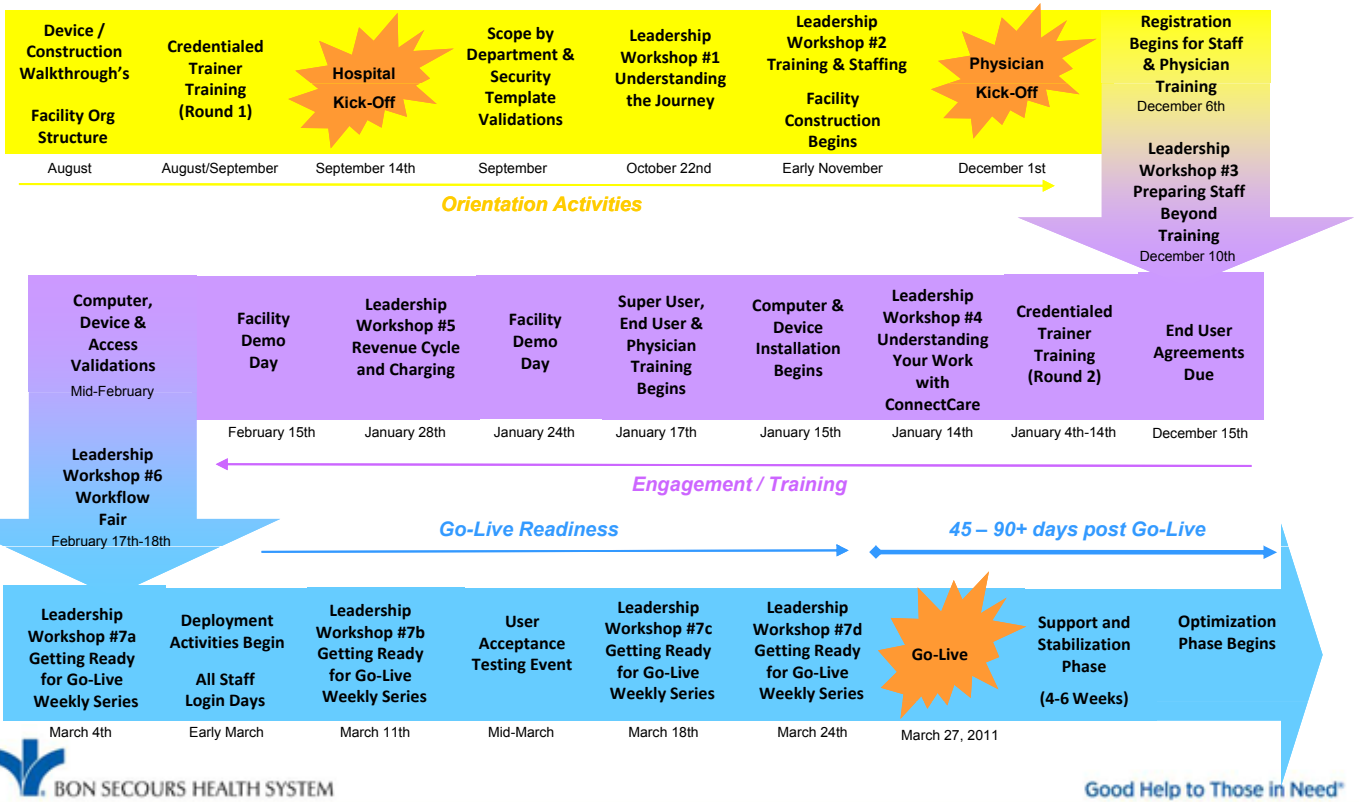 Device /
Construction
Walkthrough's
Facility Org
Structure
August
Credentialed
Trainer
Training
(Round 1)
August/September
Hospital
Kick-Off
September 14th
Scope by
Department &
Security
Template
Validations
September
Leadership
Workshop #1
Understanding
the Journey
October 22nd
Leadership
Workshop #2
Training & Staffing
Facility
Construction
Begins
Early November
Physician
Kick-Off
December 1st
Registration
Begins for Staff
& Physician
Training
December 6th
Leadership
Workshop #3
Preparing Staff
Beyond
Training
December 10th
Orientation Activities
End User
Agreements
Due
December 15th
Credentialed
Trainer
Training
(Round 2)
January 4th-14th
Leadership
Workshop #4
Understanding
Your Work
with
ConnectCare
January 14th
Computer &
Device
Installation
Begins
January 15th
Super User,
End User &
Physician
Training
Begins
January 17th
Facility
Demo
Day
January 24th
Leadership
Workshop #5
Revenue Cycle
and Charging
January 28th
Facility
Demo
Day
February 15th
Computer,
Device &
Access
Validations
Mid-February
Leadership
Workshop #6
Workflow
Fair
February 17th-18th
Engagement / Training
Go-Live Readiness
45 – 90+ days post Go-Live
Leadership
Workshop #7a
Getting Ready
for Go-Live
Weekly Series
March 4th
Deployment
Activities Begin
All Staff
Login Days
Early March
Leadership
Workshop #7b
Getting Ready
for Go-Live
Weekly Series
March 11th
User
Acceptance
Testing Event
Mid-March
Leadership
Workshop #7c
Getting Ready
for Go-Live
Weekly Series
March 18th
Leadership
Workshop #7d
Getting Ready
for Go-Live
Weekly Series
March 24th
Go-Live
March 27, 2011
Support and
Stabilization
Phase
(4-6 Weeks)
Optimization
Phase Begins
BON SECOURS HEALTH SYSTEM
Good Help to Those in Need®